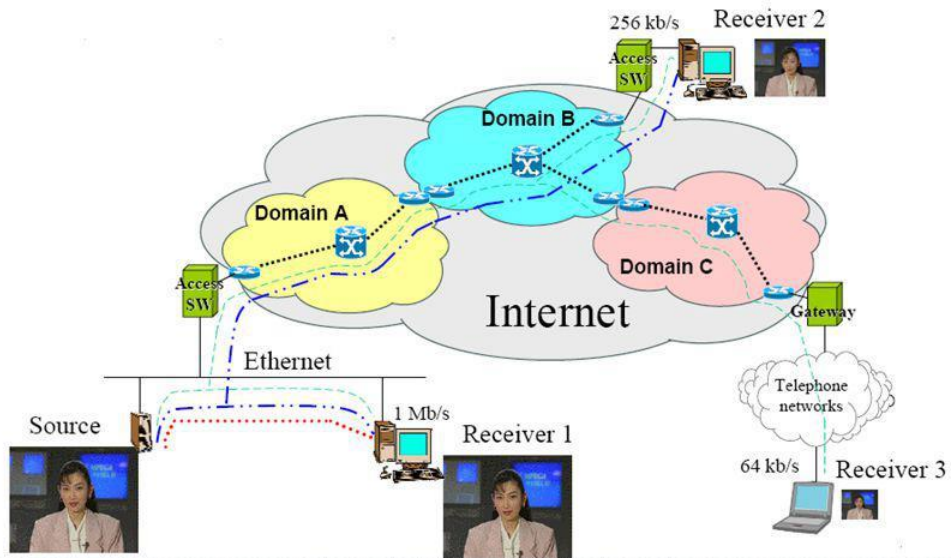 256 kb/s
Receiver 2
Access
SW
Domain B
Domain A
Domain C
Access
SW
Internet
Gateway
Ethernet
Telephone
networks
Source
1 Mb/s
Receiver 1
64 kb/s
Receiver 3